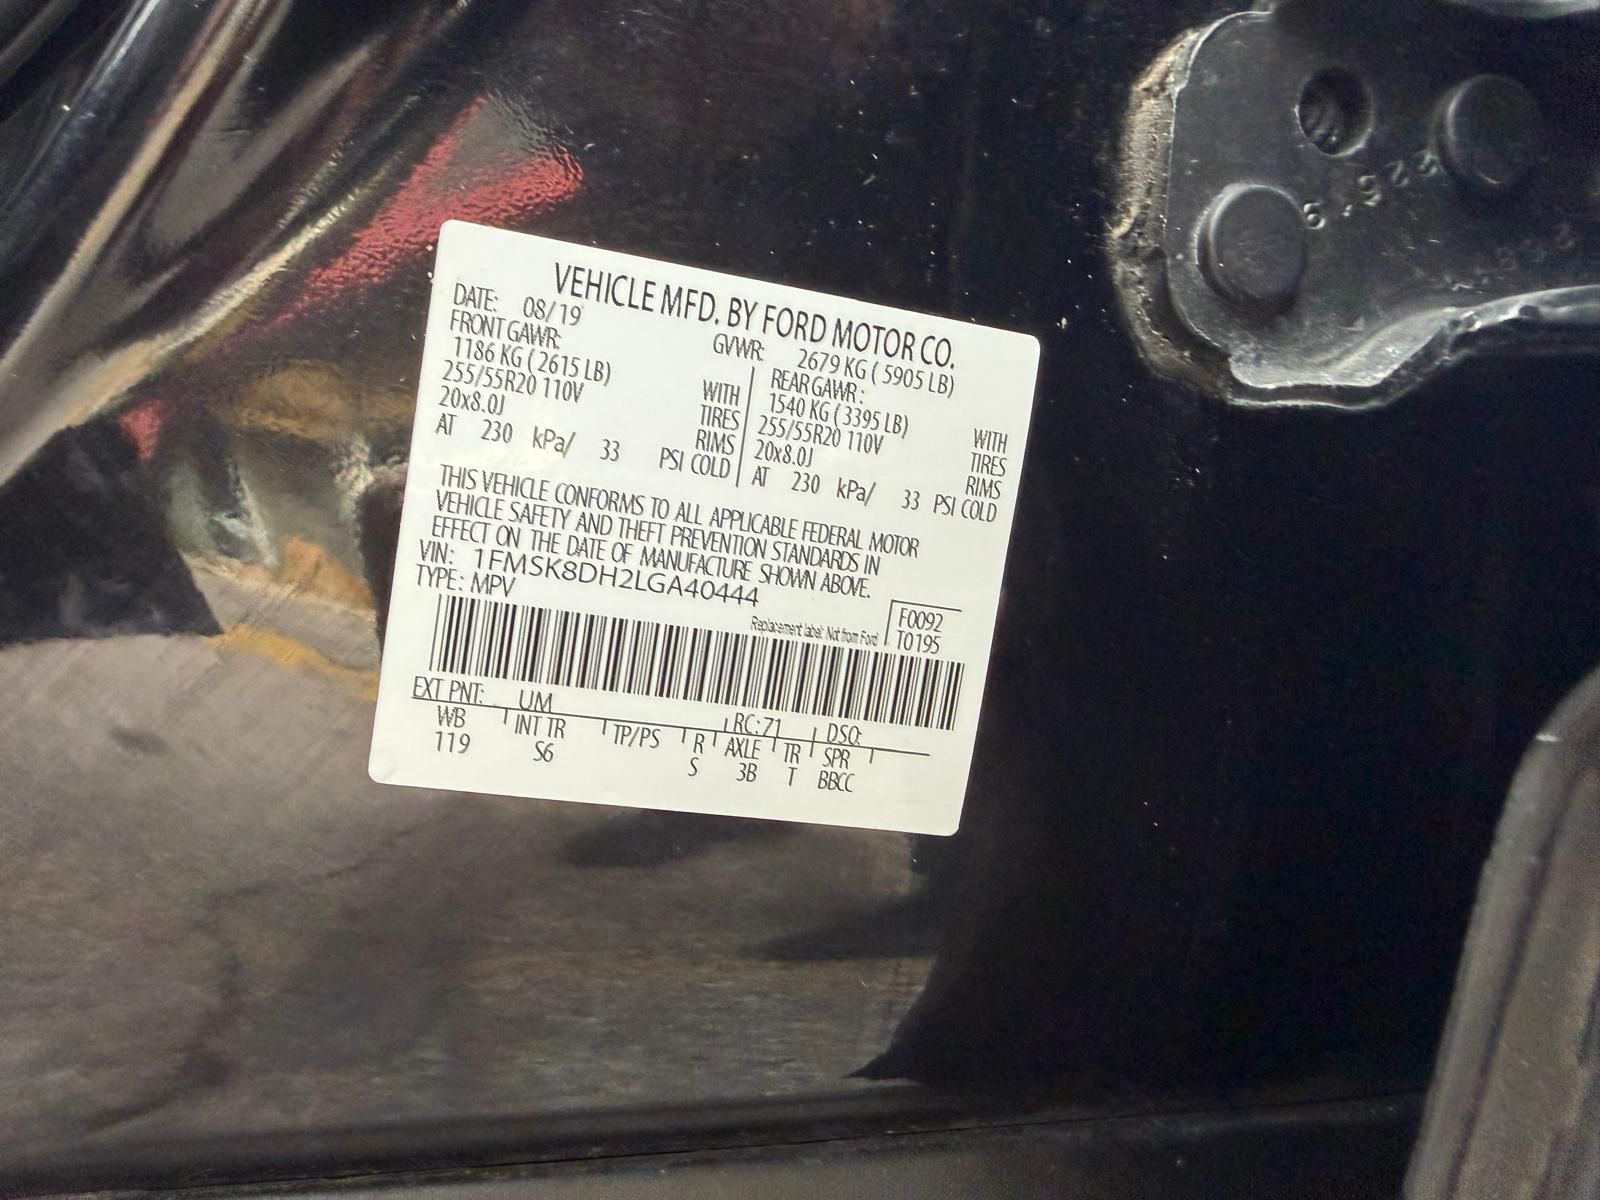 VEHICLE MFD. BY FORD MOTOR CO.
DATE: 08/19 GVWR: 2679 KG ( 5905 LB)
FRONT GAWR: REAR GAWR :
1186 KG ( 2615 LB) WITH 1540 KG ( 3395 LB) WITH
255/55R20 110V TIRES 255/55R20 110V TIRES
20x8.0J RIMS 20x8.0J RIMS
AT 230 kPa/ 33 PSI COLD AT 230 kPa/ 33 PSI COLD
THIS VEHICLE CONFORMS TO ALL APPLICABLE FEDERAL MOTOR
VEHICLE SAFETY AND THEFT PREVENTION STANDARDS IN
EFFECT ON THE DATE OF MANUFACTURE SHOWN ABOVE.
VIN: 1FMSK8DH2LGA40444
TYPE: MPV
F0092
Replacement label: Not from Ford T0195
EXT PNT: UM RC: 71 DSO:
WB INT TR TP/PS R AXLE TR SPR
119 S6 S 3B T BBCC